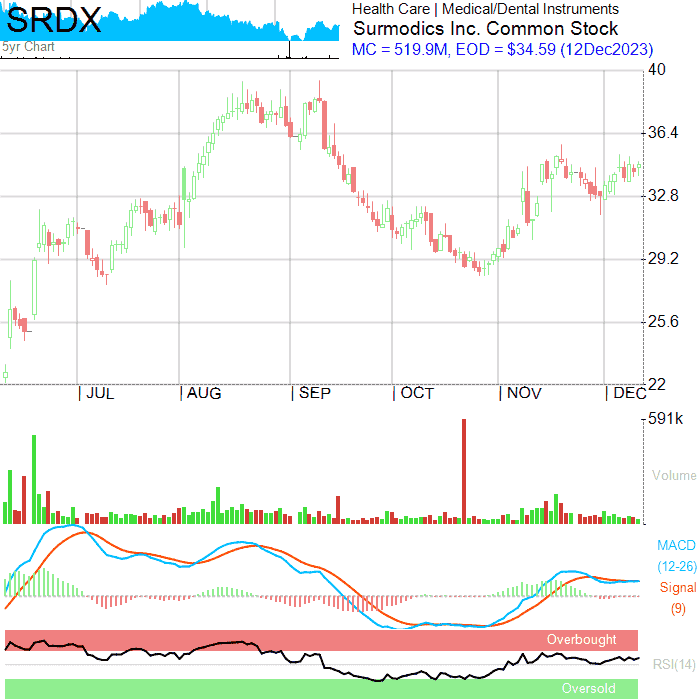 SRDX
5yr Chart
Health Care | Medical/Dental Instruments
Surmodics Inc. Common Stock
MC = 519.9M, EOD = $34.59 (12Dec2023)
40
36.4
32.8
29.2
25.6
22
|JUL |AUG |SEP |OCT |NOV |DEC
591k
Volume
MACD
(12-26)
Signal
(9)
Overbought
RSI(14)
Oversold